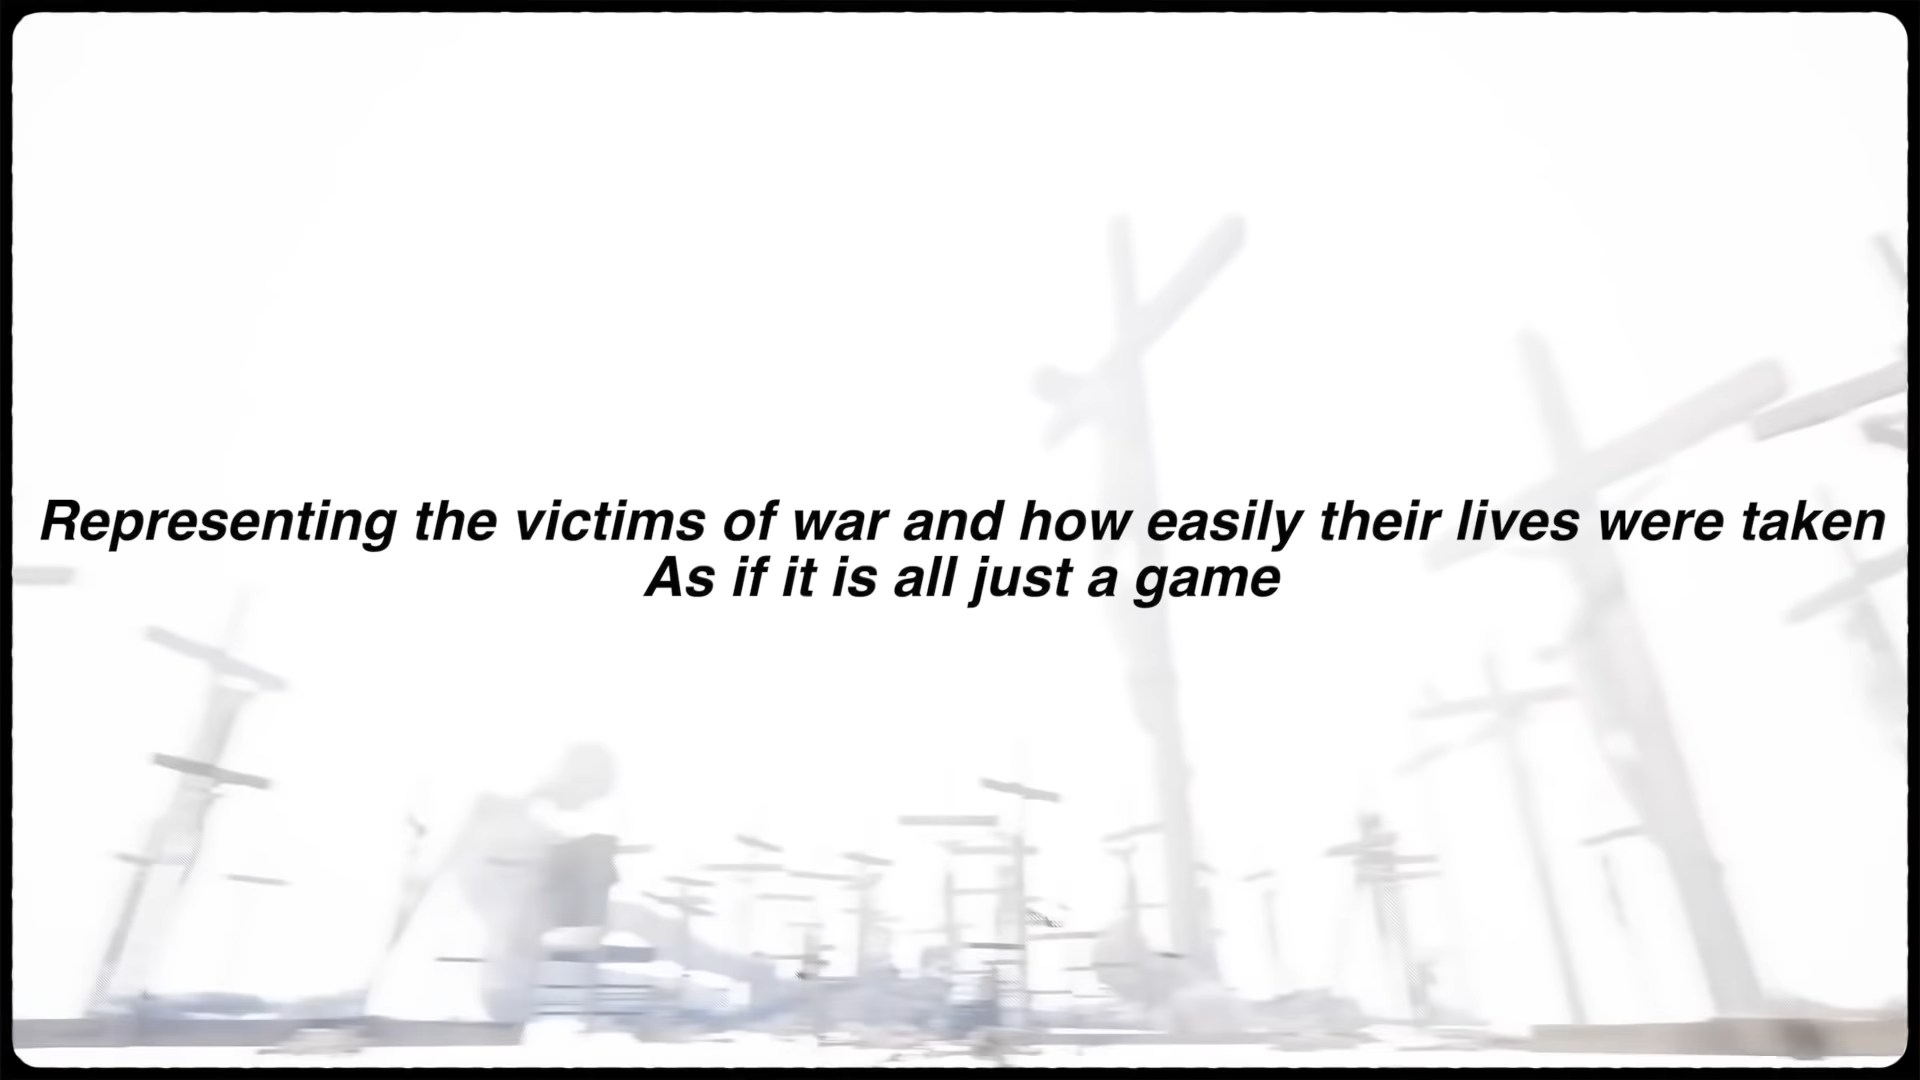 Representing the victims of war and how easily their lives were taken
As if it is all just a game